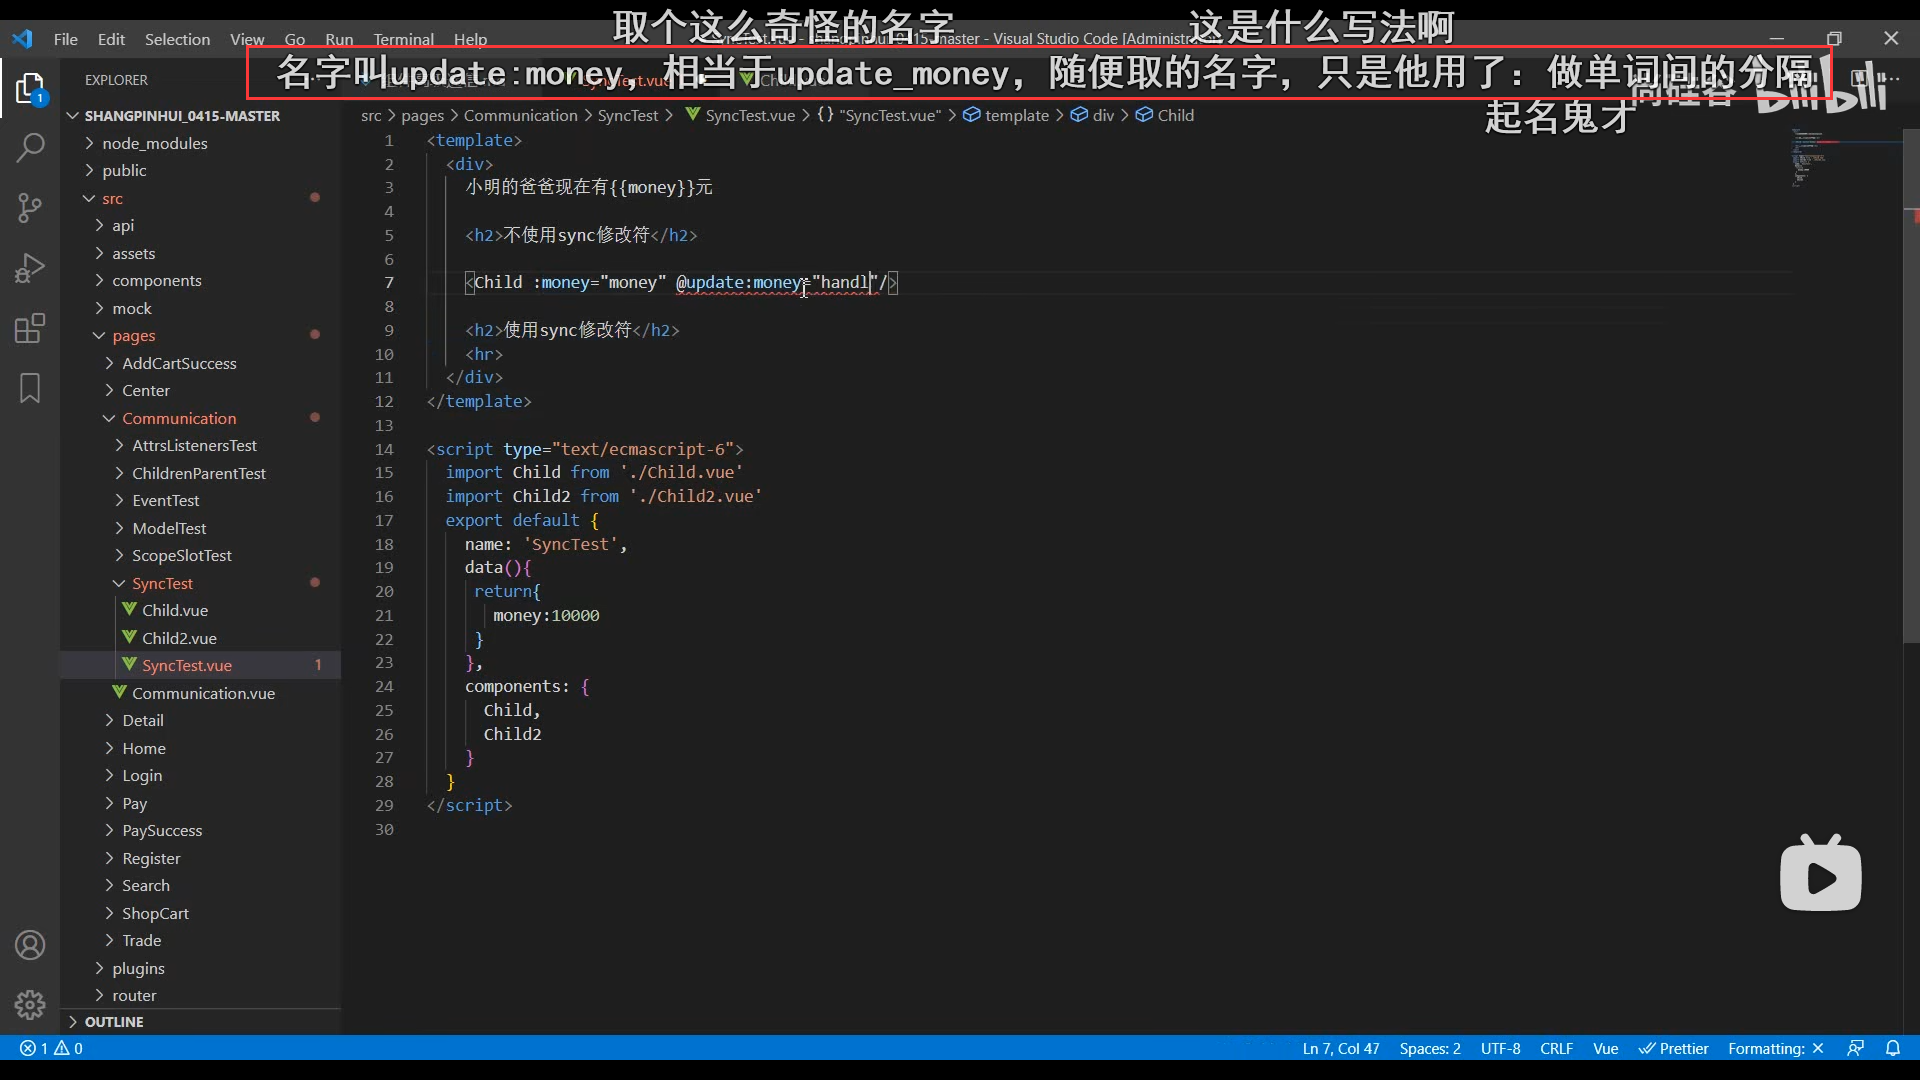 取个这么奇怪的名字
这是什么写法啊
File Edit Selection View Go Run Terminal Help
Visual Studio Code [Administr
名字叫update:money，相当于update_money，随便取的名字，只是他用了：做单词间的分隔
起名鬼才
EXPLORER
SHANGPINHUI_0415-MASTER
node_modules
public
src
api
assets
components
mock
pages
AddCartSuccess
Center
Communication
AttrsListenersTest
ChildrenParentTest
EventTest
ModelTest
ScopeSlotTest
SyncTest
Child.vue
Child2.vue
SyncTest.vue 1
Communication.vue
Detail
Home
Login
Pay
PaySuccess
Register
Search
ShopCart
Trade
plugins
router
OUTLINE
src > pages > Communication > SyncTest > SyncTest.vue > {} "SyncTest.vue" > template > div > Child
1 <template>
2 <div>
3 小明的爸爸现在有{{money}}元
4
5 <h2>不使用sync修改符</h2>
6
7 <Child :money="money" @update:money="handl"/>
8
9 <h2>使用sync修改符</h2>
10 <hr>
11 </div>
12 </template>
13
14 <script type="text/ecmascript-6">
15 import Child from './Child.vue'
16 import Child2 from './Child2.vue'
17 export default {
18 name: 'SyncTest',
19 data(){
20 return{
21 money:10000
22 }
23 },
24 components: {
25 Child,
26 Child2
27 }
28 }
29 </script>
30
1 0
Ln 7, Col 47 Spaces: 2 UTF-8 CRLF Vue Prettier Formatting: ×